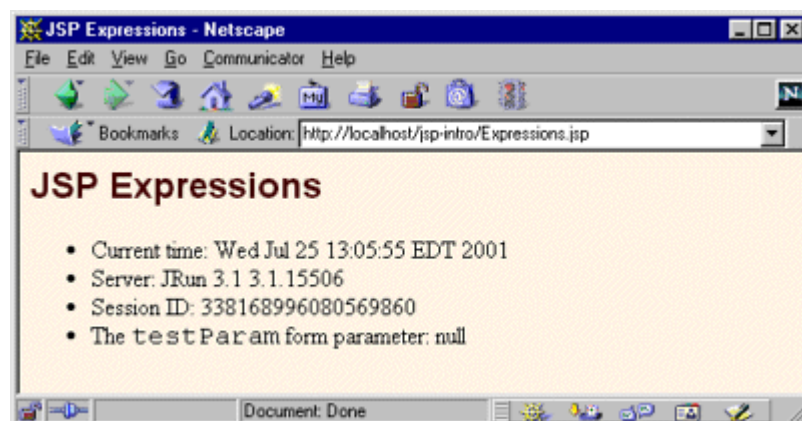 JSP Expressions - Netscape
File Edit View Go Communicator Help
My
N
Bookmarks Location: http://localhost/jsp-intro/Expressions.jsp
JSP Expressions
Current time: Wed Jul 25 13:05:55 EDT 2001
Server: JRun 3.1 3.1.15506
Session ID: 338168996080569860
The testParam form parameter: null
Document: Done